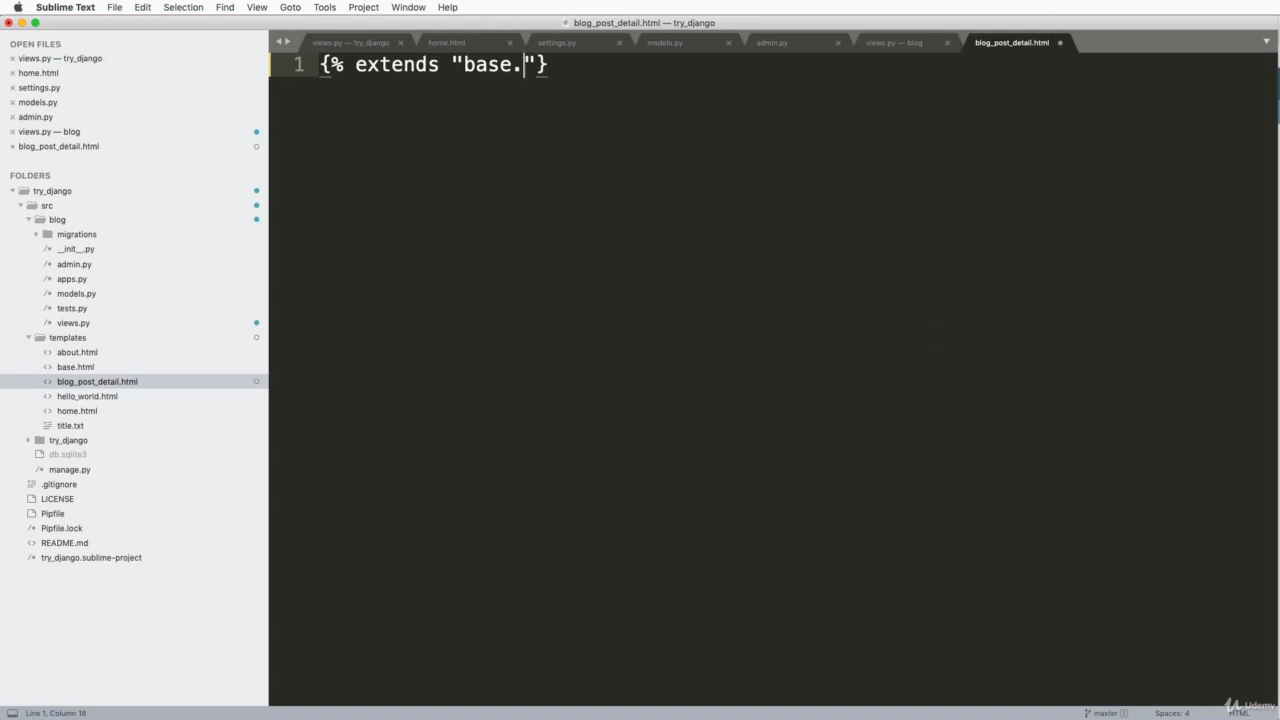 Sublime Text File Edit Selection Find View Goto Tools Project Window Help
blog_post_detail.html — try_django
views.py — try_django × home.html × settings.py × models.py × admin.py × views.py — blog × blog_post_detail.html
OPEN FILES
× views.py — try_django
× home.html
× settings.py
× models.py
× admin.py
× views.py — blog
blog_post_detail.html
FOLDERS
try_django
src
blog
migrations
/* __init__.py
/* admin.py
/* apps.py
/* models.py
/* tests.py
/* views.py
templates
<> about.html
<> base.html
<> blog_post_detail.html
<> hello_world.html
<> home.html
title.txt
try_django
db.sqlite3
/* manage.py
.gitignore
LICENSE
Pipfile
/* Pipfile.lock
<> README.md
/* try_django.sublime-project
1 {% extends "base."}
Line 1, Column 18
master
Spaces: 4
HTML
Udemy